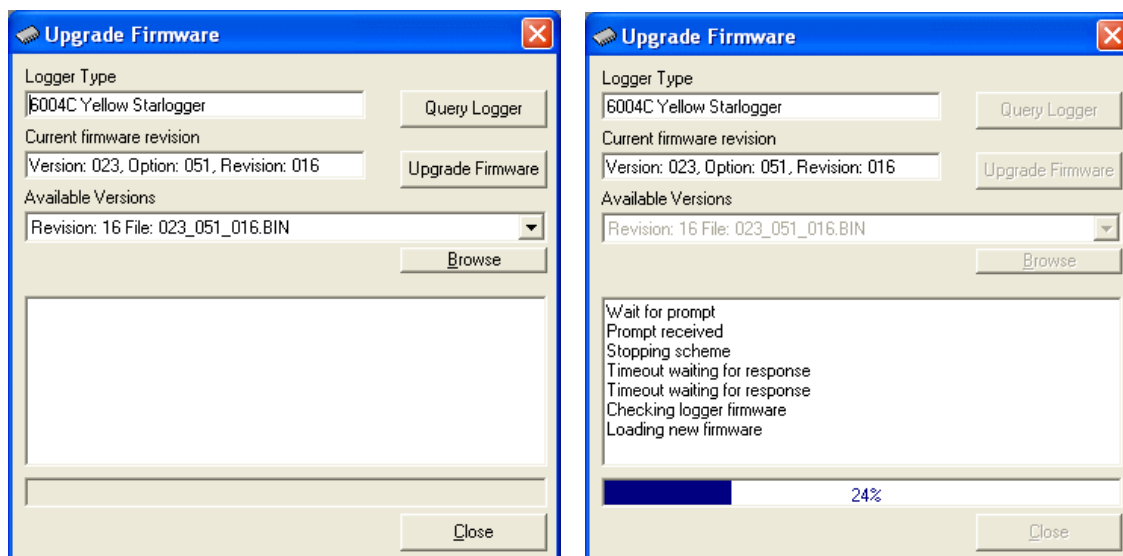 Upgrade Firmware
Logger Type
6004C Yellow Starlogger
Query Logger
Current firmware revision
Version: 023, Option: 051, Revision: 016
Upgrade Firmware
Available Versions
Revision: 16 File: 023_051_016.BIN
Browse
Close
Upgrade Firmware
Logger Type
6004C Yellow Starlogger
Query Logger
Current firmware revision
Version: 023, Option: 051, Revision: 016
Upgrade Firmware
Available Versions
Revision: 16 File: 023_051_016.BIN
Browse
Wait for prompt
Prompt received
Stopping scheme
Timeout waiting for response
Timeout waiting for response
Checking logger firmware
Loading new firmware
24%
Close